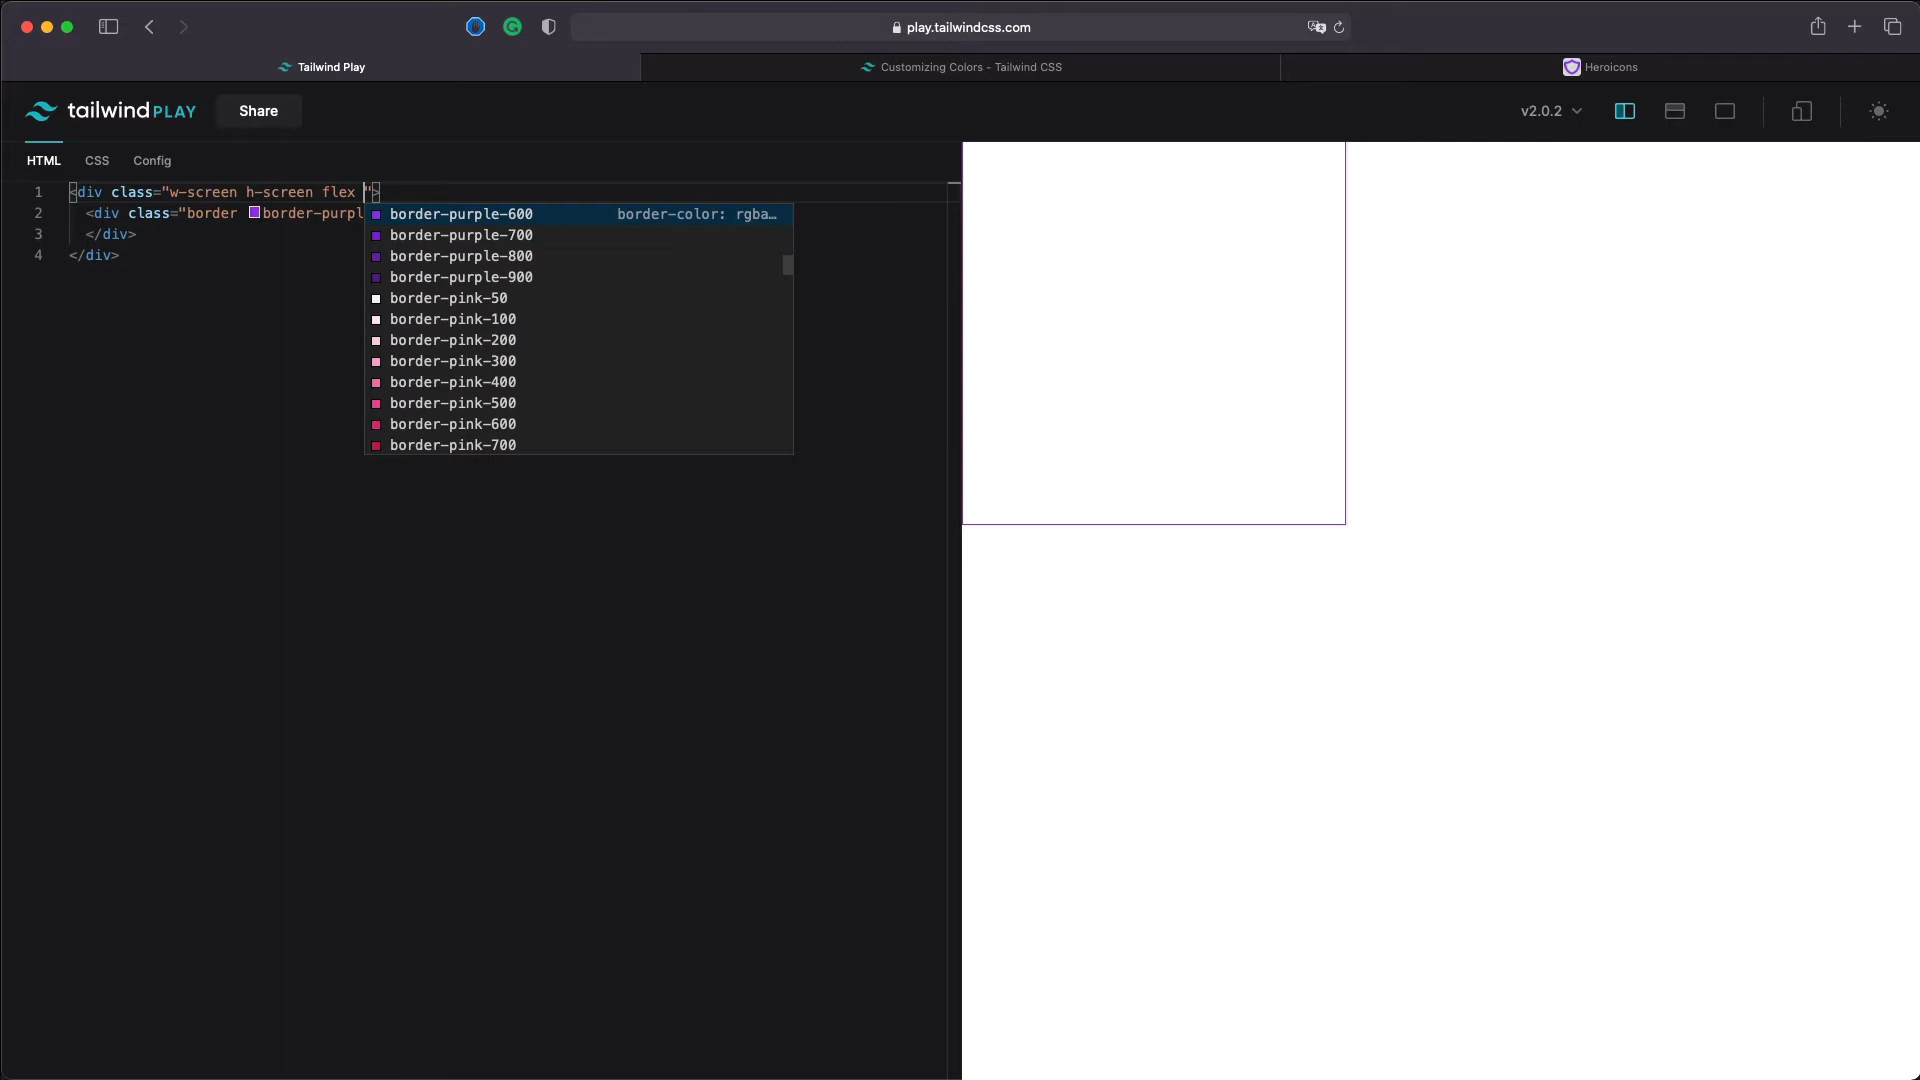 play.tailwindcss.com
Tailwind Play
Customizing Colors - Tailwind CSS
Heroicons
tailwind PLAY
Share
v2.0.2
HTML
CSS
Config
1 <div class="w-screen h-screen flex ">
2 <div class="border border-purpl
3 </div>
4 </div>
border-purple-600 border-color: rgba…
border-purple-700
border-purple-800
border-purple-900
border-pink-50
border-pink-100
border-pink-200
border-pink-300
border-pink-400
border-pink-500
border-pink-600
border-pink-700